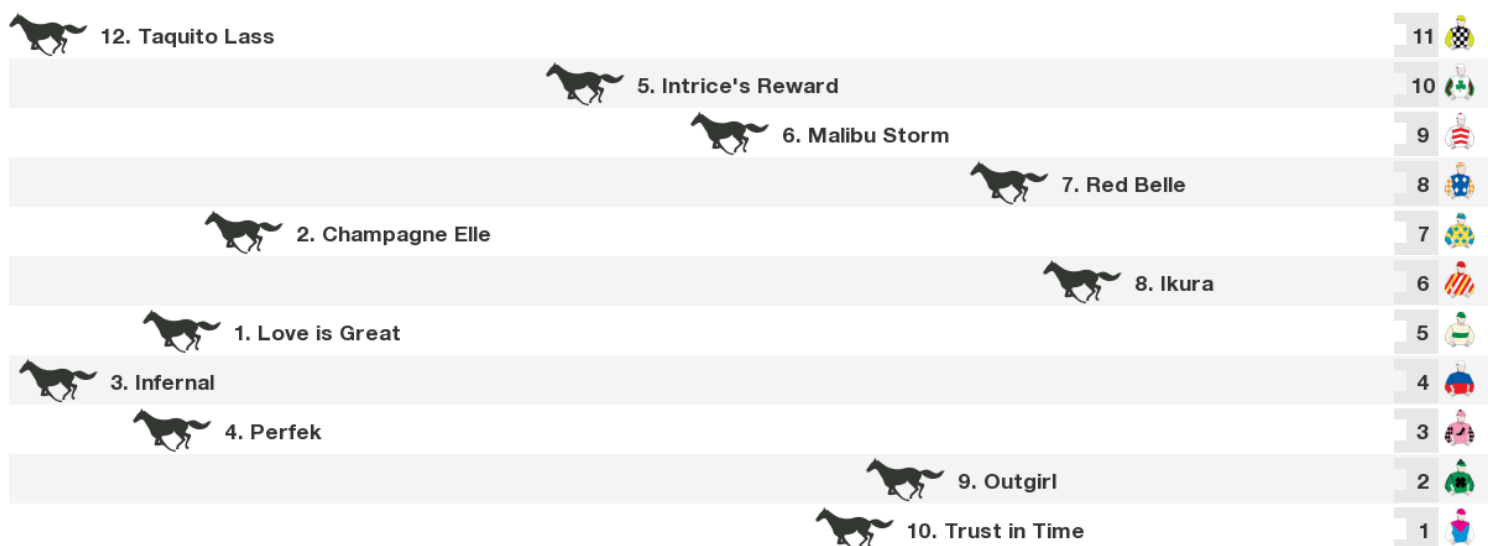 12. Taquito Lass 11
5. Intrice's Reward 10
6. Malibu Storm 9
7. Red Belle 8
2. Champagne Elle 7
8. Ikura 6
1. Love is Great 5
3. Infernal 4
4. Perfek 3
9. Outgirl 2
10. Trust in Time 1